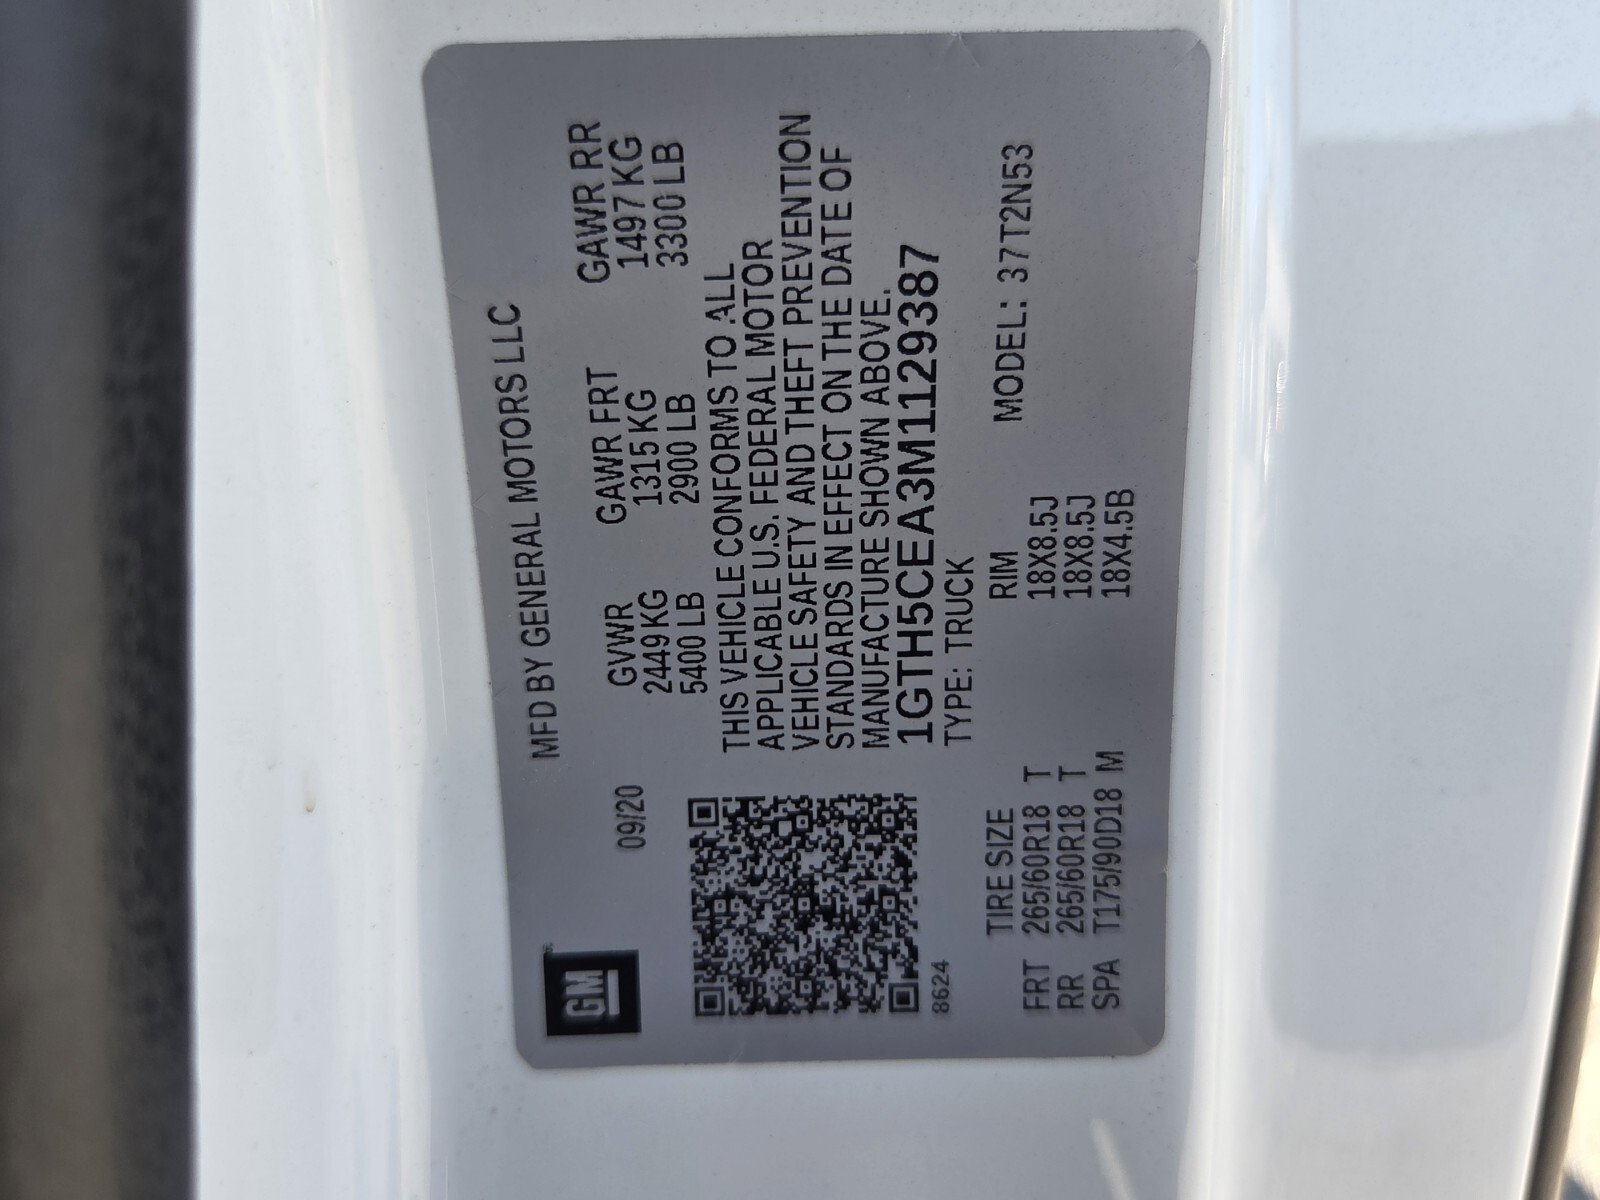 GM
MFD BY GENERAL MOTORS LLC
09/20
GVWR GAWR FRT GAWR RR
2449 KG 1315 KG 1497 KG
5400 LB 2900 LB 3300 LB
THIS VEHICLE CONFORMS TO ALL
APPLICABLE U.S. FEDERAL MOTOR
VEHICLE SAFETY AND THEFT PREVENTION
STANDARDS IN EFFECT ON THE DATE OF
MANUFACTURE SHOWN ABOVE.
1GTH5CEA3M1129387
8624
TYPE: TRUCK
MODEL: 37T2N53
TIRE SIZE RIM
FRT 265/60R18 T 18X8.5J
RR 265/60R18 T 18X8.5J
SPA T175/90D18 M 18X4.5B